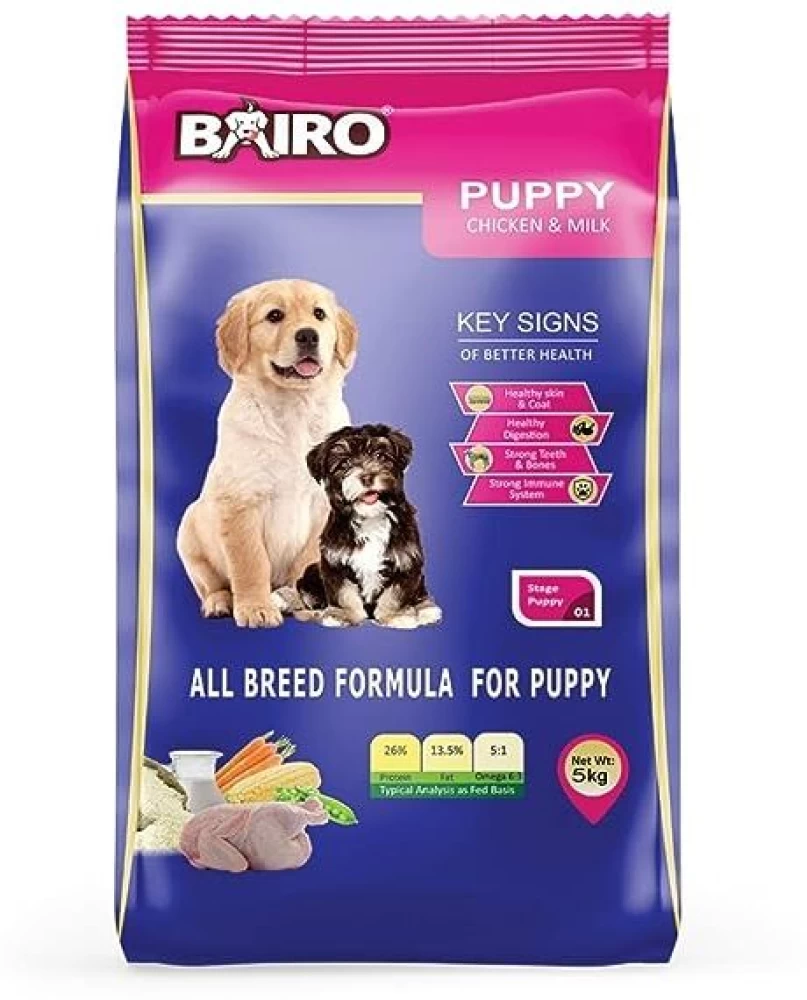 BAIRO®
PUPPY
CHICKEN & MILK
KEY SIGNS
OF BETTER HEALTH
Healthy skin
& Coat
Healthy
Digestion
Strong Teeth
& Bones
Strong Immune
System
Stage
Puppy
01
ALL BREED FORMULA FOR PUPPY
26% 13.5% 5:1
Protein Fat Omega 6:3
Typical Analysis as Fed Basis
Net Wt:
5kg